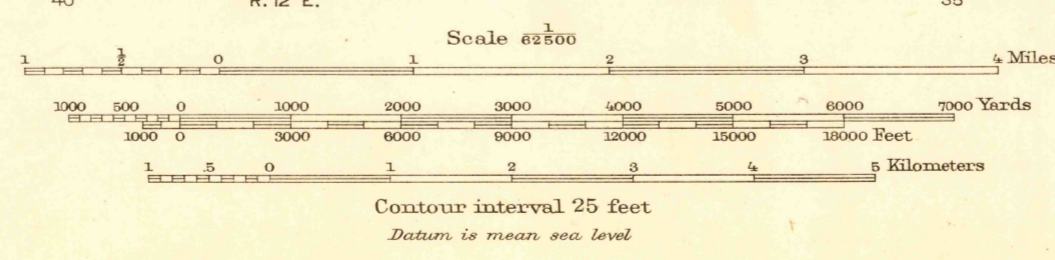 R. 12 E.
Scale 1/62500
1 1/2 0 1 2 3 4 Miles
1000 500 0 1000 2000 3000 4000 5000 6000 7000 Yards
1000 0 3000 6000 9000 12000 15000 18000 Feet
1 .5 0 1 2 3 4 5 Kilometers
Contour interval 25 feet
Datum is mean sea level